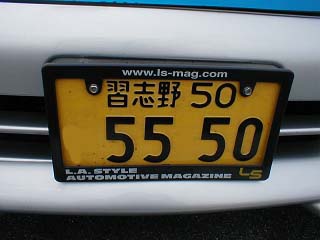 www.ls-mag.com
習志野 50
55 50
L.A. STYLE
AUTOMOTIVE MAGAZINE LS